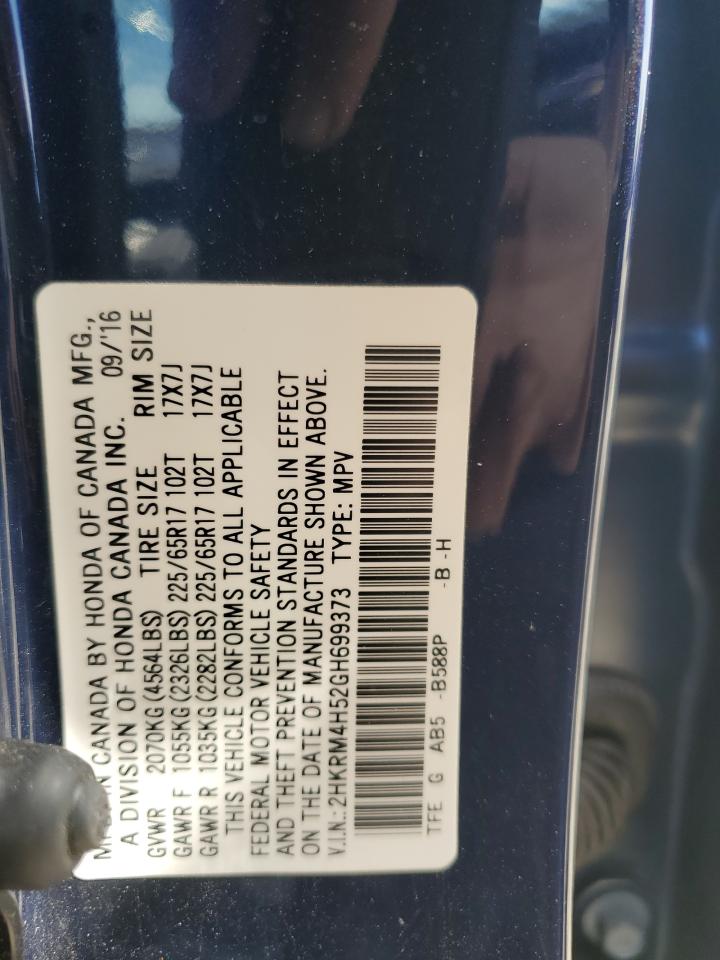 CANADA BY HONDA OF CANADA MFG.,
A DIVISION OF HONDA CANADA INC. 09/'16
GVWR 2070KG (4564LBS) TIRE SIZE RIM SIZE
GAWR F 1055KG (2326LBS) 225/65R17 102T 17X7J
GAWR R 1035KG (2282LBS) 225/65R17 102T 17X7J
THIS VEHICLE CONFORMS TO ALL APPLICABLE
FEDERAL MOTOR VEHICLE SAFETY
AND THEFT PREVENTION STANDARDS IN EFFECT
ON THE DATE OF MANUFACTURE SHOWN ABOVE.
V.I.N.: 2HKRM4H52GH699373 TYPE: MPV
TFE G AB5 -B588P -B -H